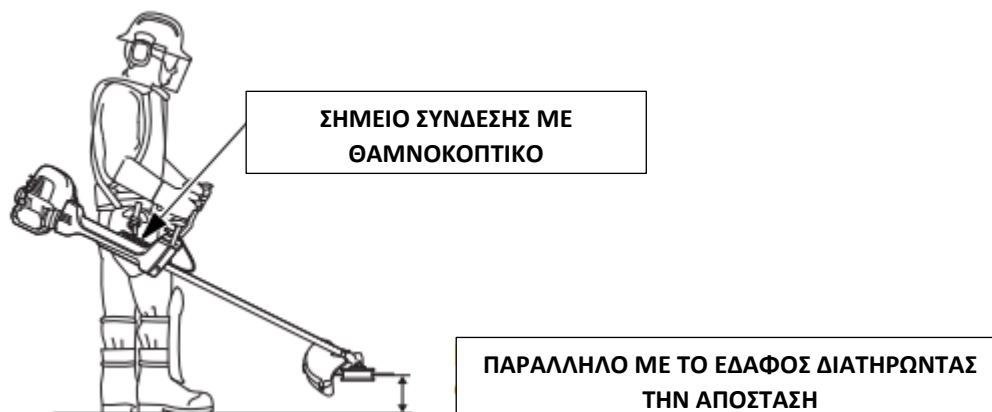 ΣΗΜΕΙΟ ΣΥΝΔΕΣΗΣ ΜΕ
ΘΑΜΝΟΚΟΠΤΙΚΟ
ΠΑΡΑΛΛΗΛΟ ΜΕ ΤΟ ΕΔΑΦΟΣ ΔΙΑΤΗΡΩΝΤΑΣ
ΤΗΝ ΑΠΟΣΤΑΣΗ